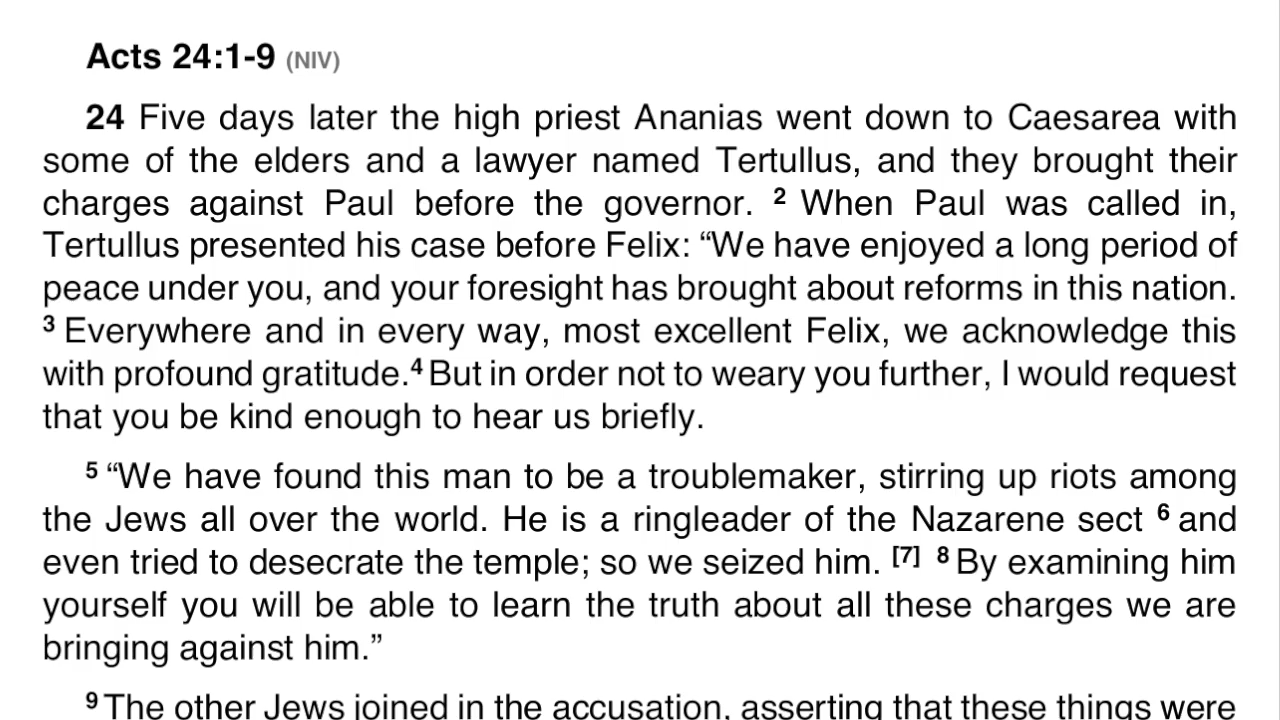 Acts 24:1-9 (NIV)
24 Five days later the high priest Ananias went down to Caesarea with
some of the elders and a lawyer named Tertullus, and they brought their
charges against Paul before the governor. 2 When Paul was called in,
Tertullus presented his case before Felix: “We have enjoyed a long period of
peace under you, and your foresight has brought about reforms in this nation.
3 Everywhere and in every way, most excellent Felix, we acknowledge this
with profound gratitude.4 But in order not to weary you further, I would request
that you be kind enough to hear us briefly.
5 “We have found this man to be a troublemaker, stirring up riots among
the Jews all over the world. He is a ringleader of the Nazarene sect 6 and
even tried to desecrate the temple; so we seized him. [7] 8 By examining him
yourself you will be able to learn the truth about all these charges we are
bringing against him.”
9 The other Jews joined in the accusation, asserting that these things were